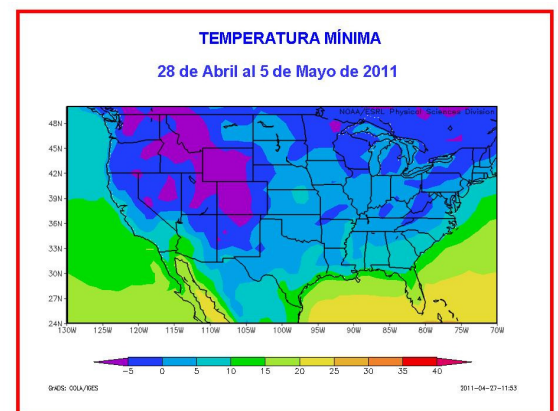 TEMPERATURA MÍNIMA
28 de Abril al 5 de Mayo de 2011
NOAA/ESRL Physical Sciences Division
48N
45N
42N
39N
36N
33N
30N
27N
24N
130W 125W 120W 115W 110W 105W 100W 95W 90W 85W 80W 75W 70W
-5 0 5 10 15 20 25 30 35 40
GrADS: COLA/IGES 2011-04-27-11:53